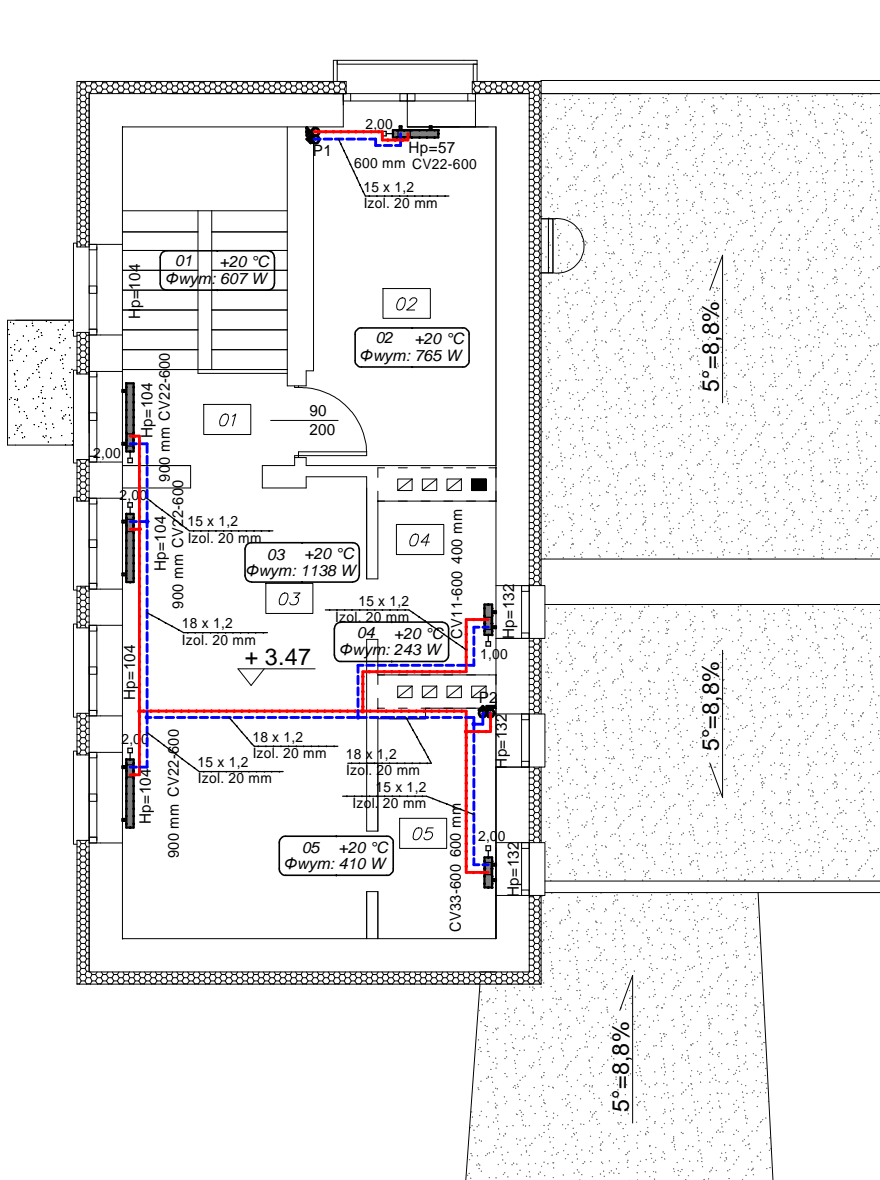 2,00
P1
Hp=57
600 mm CV22-600
15 x 1,2
Izol. 20 mm
01 +20 °C
Φwym: 607 W
Hp=104
02
02 +20 °C
Φwym: 765 W
5°=8,8%
Hp=104
900 mm CV22-600
01
90
200
2,00
2,00
Hp=104
900 mm CV22-600
15 x 1,2
Izol. 20 mm
04
CV11-600 400 mm
03 +20 °C
Φwym: 1138 W
03
15 x 1,2
Izol. 20 mm
Hp=132
18 x 1,2
Izol. 20 mm
04 +20 °C
Φwym: 243 W
1,00
+ 3.47
Hp=104
P2
Hp=132
5°=8,8%
2,00
18 x 1,2
Izol. 20 mm
18 x 1,2
Izol. 20 mm
15 x 1,2
Izol. 20 mm
Hp=104
900 mm CV22-600
15 x 1,2
Izol. 20 mm
05
2,00
05 +20 °C
Φwym: 410 W
CV33-600 600 mm
Hp=132
5°=8,8%